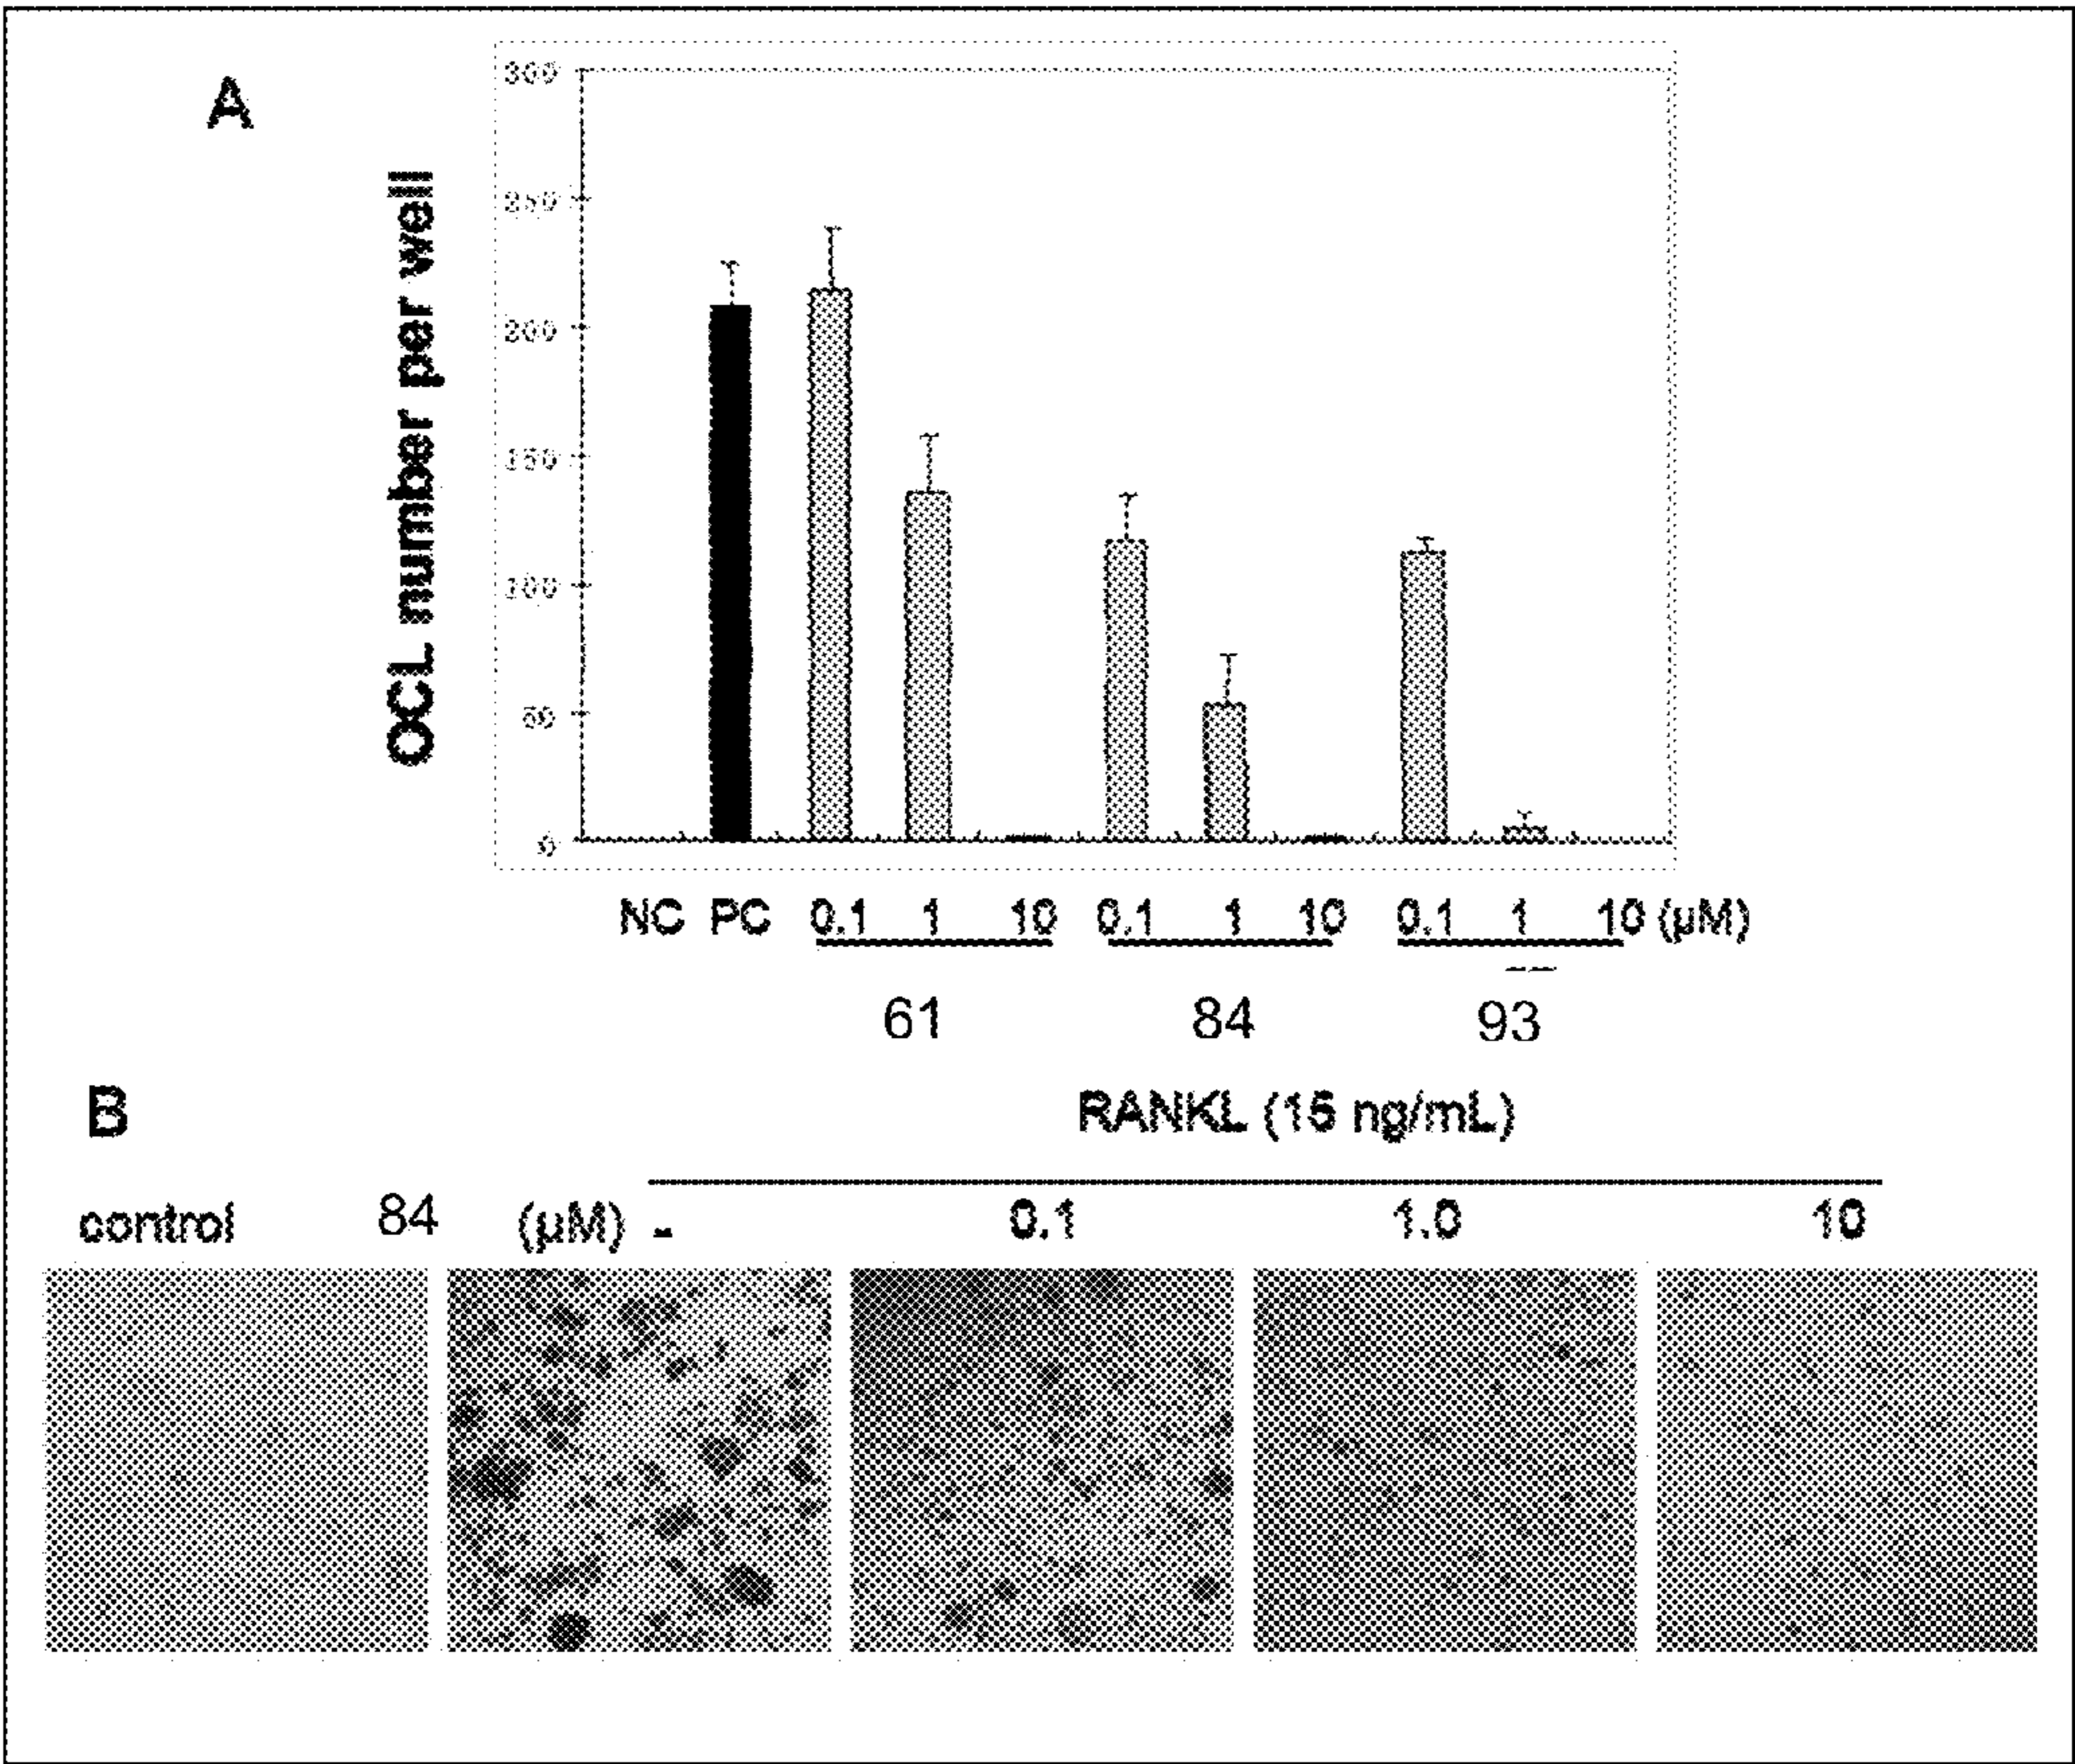 A
OCL number per well
300
250
200
150
100
50
0
NC PC 0.1 1 10 0.1 1 10 0.1 1 10 (μM)
61 84 93
B
RANKL (15 ng/mL)
control 84 (μM) - 0.1 1.0 10